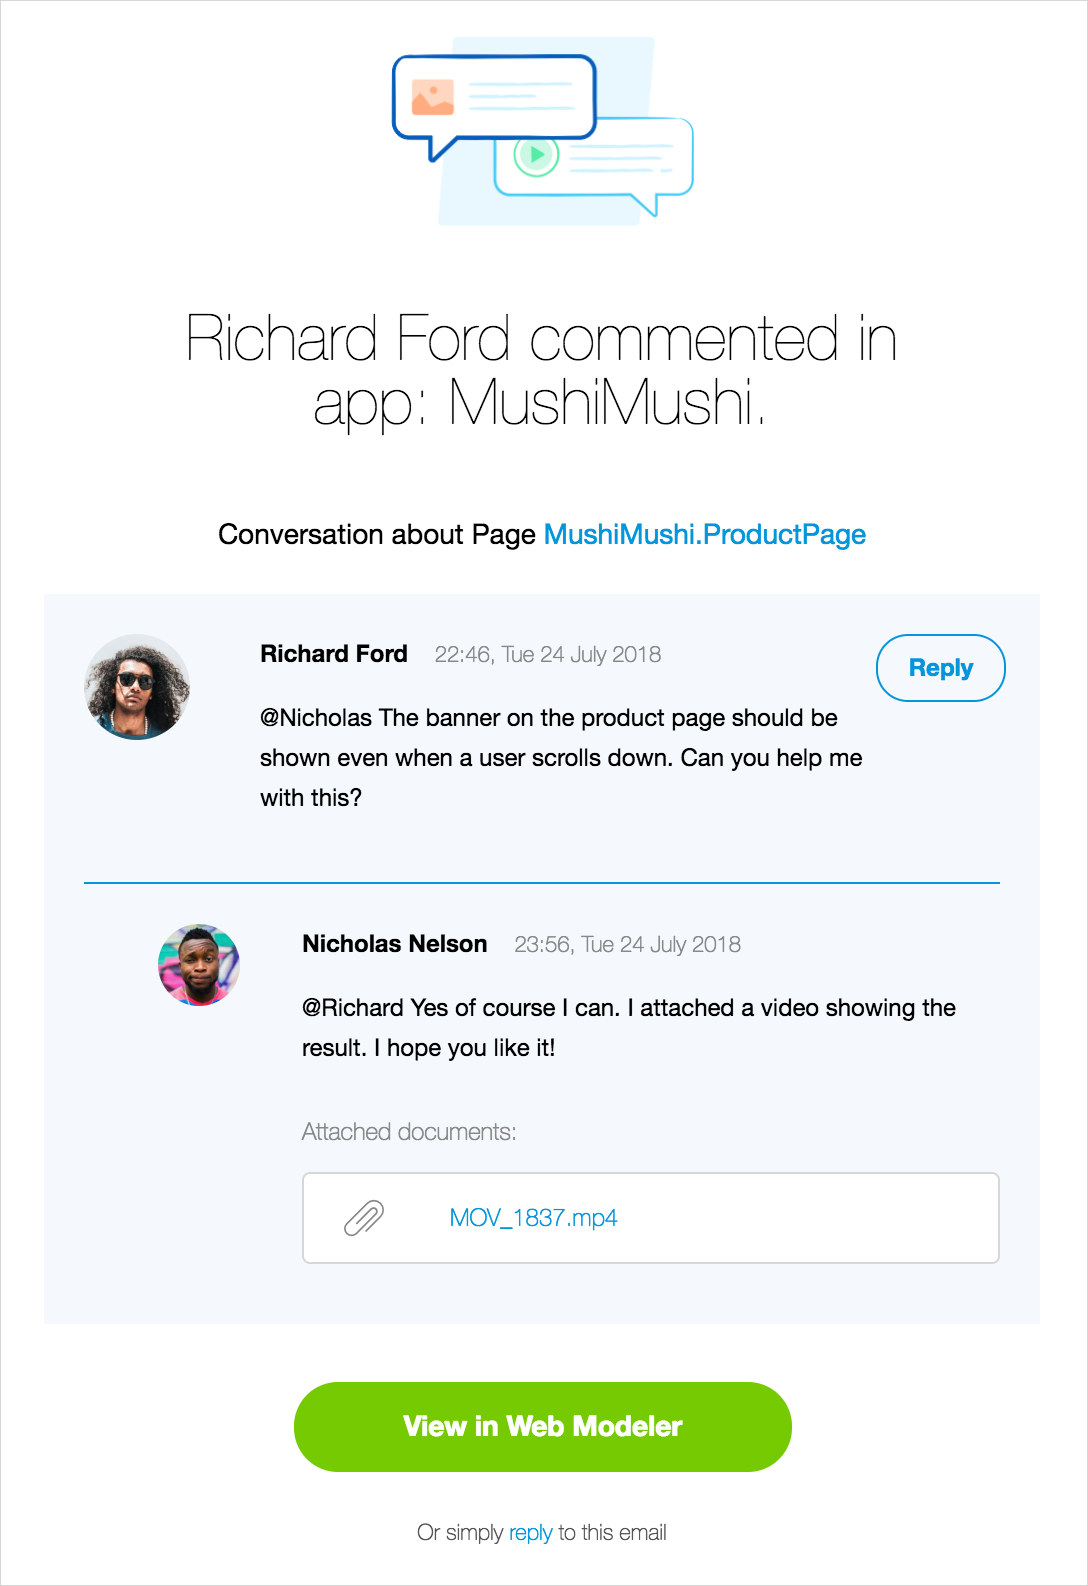 Richard Ford commented in
app: MushiMushi.
Conversation about Page MushiMushi.ProductPage
Richard Ford 22:46, Tue 24 July 2018
Reply
@Nicholas The banner on the product page should be
shown even when a user scrolls down. Can you help me
with this?
Nicholas Nelson 23:56, Tue 24 July 2018
@Richard Yes of course I can. I attached a video showing the
result. I hope you like it!
Attached documents:
MOV_1837.mp4
View in Web Modeler
Or simply reply to this email